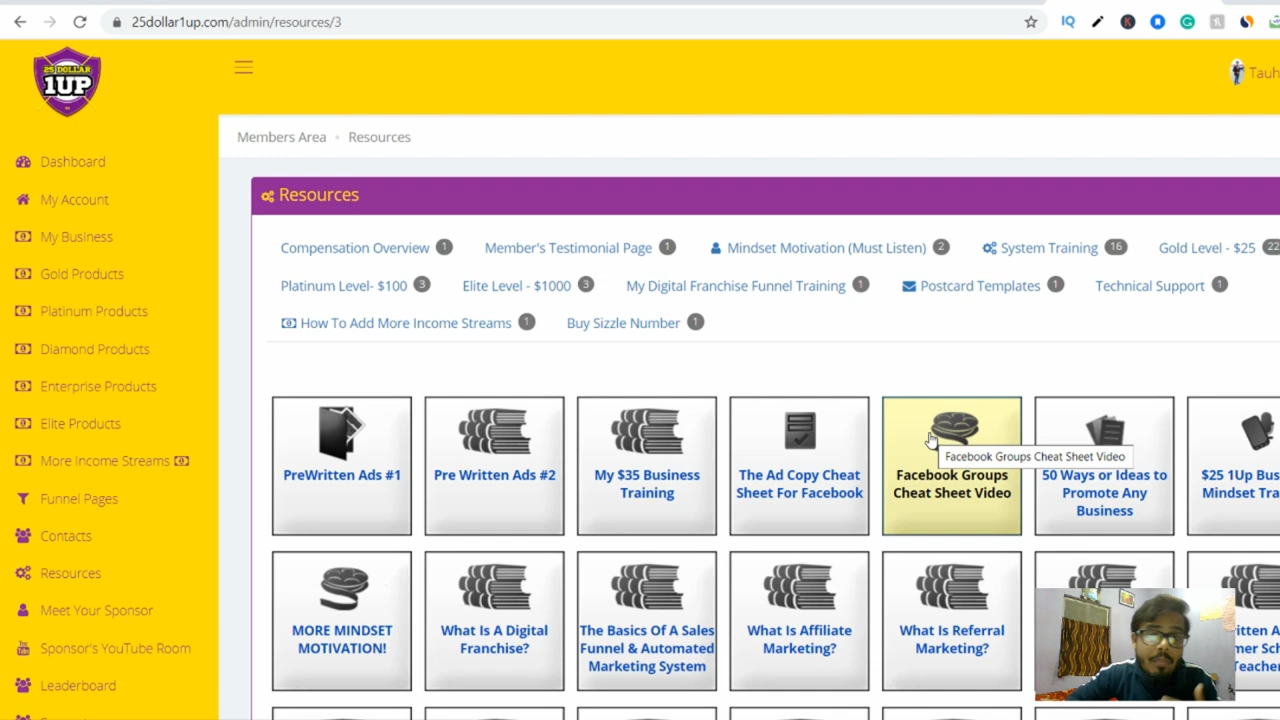 25dollar1up.com/admin/resources/3
25 DOLLAR
1UP
Tauh
Members Area • Resources
Dashboard
My Account
My Business
Gold Products
Platinum Products
Diamond Products
Enterprise Products
Elite Products
More Income Streams
Funnel Pages
Contacts
Resources
Meet Your Sponsor
Sponsor's YouTube Room
Leaderboard
Resources
Compensation Overview 1 Member's Testimonial Page 1 Mindset Motivation (Must Listen) 2 System Training 16 Gold Level - $25 22
Platinum Level- $100 3 Elite Level - $1000 3 My Digital Franchise Funnel Training 1 Postcard Templates 1 Technical Support 1
How To Add More Income Streams 1 Buy Sizzle Number 1
PreWritten Ads #1
Pre Written Ads #2
My $35 Business
Training
The Ad Copy Cheat
Sheet For Facebook
Facebook Groups Cheat Sheet Video
Facebook Groups
Cheat Sheet Video
50 Ways or Ideas to
Promote Any
Business
$25 1Up Bus
Mindset Tra
MORE MINDSET
MOTIVATION!
What Is A Digital
Franchise?
The Basics Of A Sales
Funnel & Automated
Marketing System
What Is Affiliate
Marketing?
What Is Referral
Marketing?